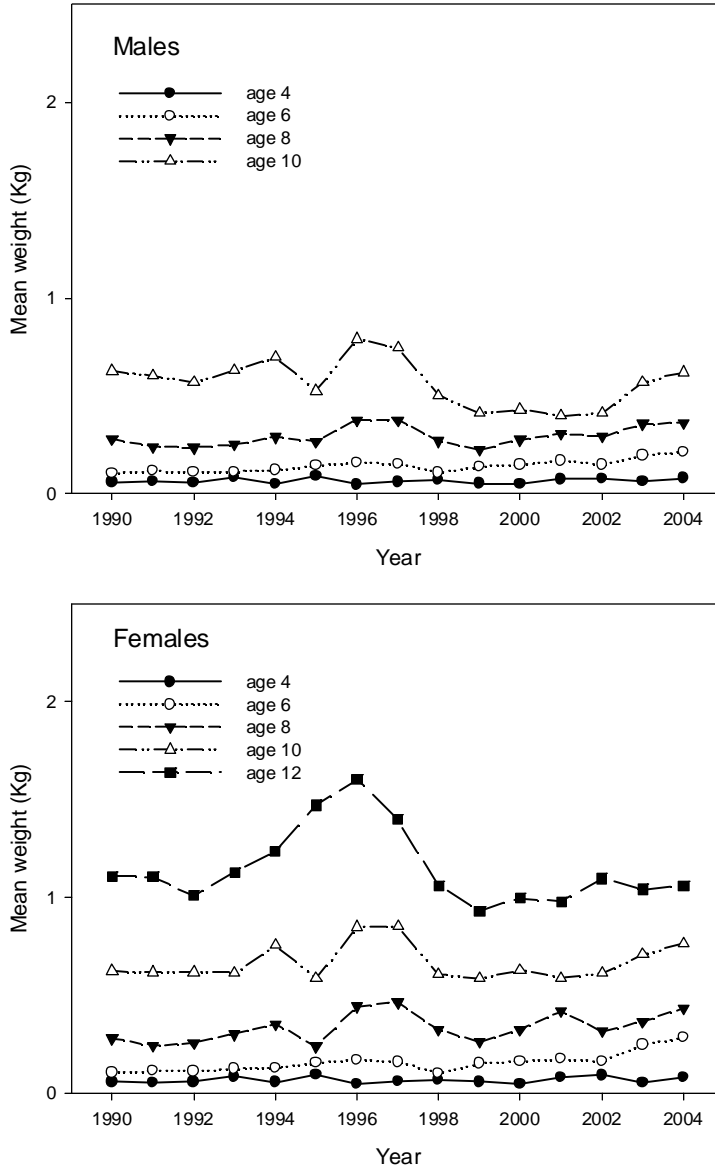 Males
age 4
age 6
age 8
age 10
Mean weight (Kg)
2
1
0
1990 1992 1994 1996 1998 2000 2002 2004
Year
Females
age 4
age 6
age 8
age 10
age 12
Mean weight (Kg)
2
1
0
1990 1992 1994 1996 1998 2000 2002 2004
Year